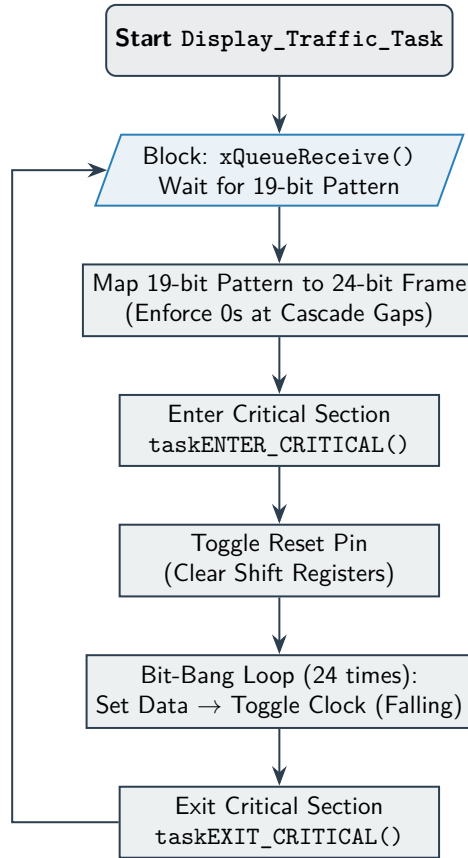 Start Display_Traffic_Task
Block: xQueueReceive()
Wait for 19-bit Pattern
Map 19-bit Pattern to 24-bit Frame
(Enforce 0s at Cascade Gaps)
Enter Critical Section
taskENTER_CRITICAL()
Toggle Reset Pin
(Clear Shift Registers)
Bit-Bang Loop (24 times):
Set Data → Toggle Clock (Falling)
Exit Critical Section
taskEXIT_CRITICAL()